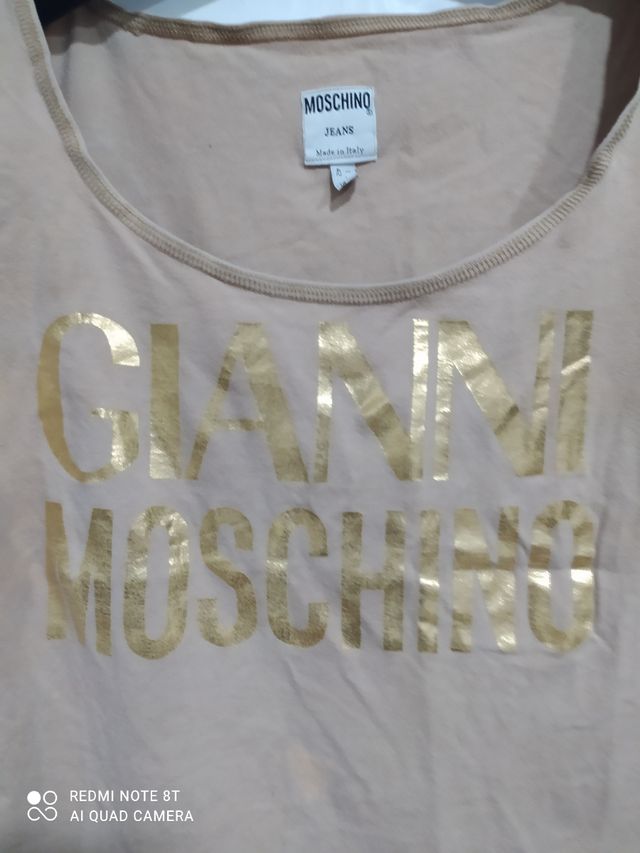 MOSCHINO
JEANS
Made in Italy
GIANNI
MOSCHINO
REDMI NOTE 8T
AI QUAD CAMERA